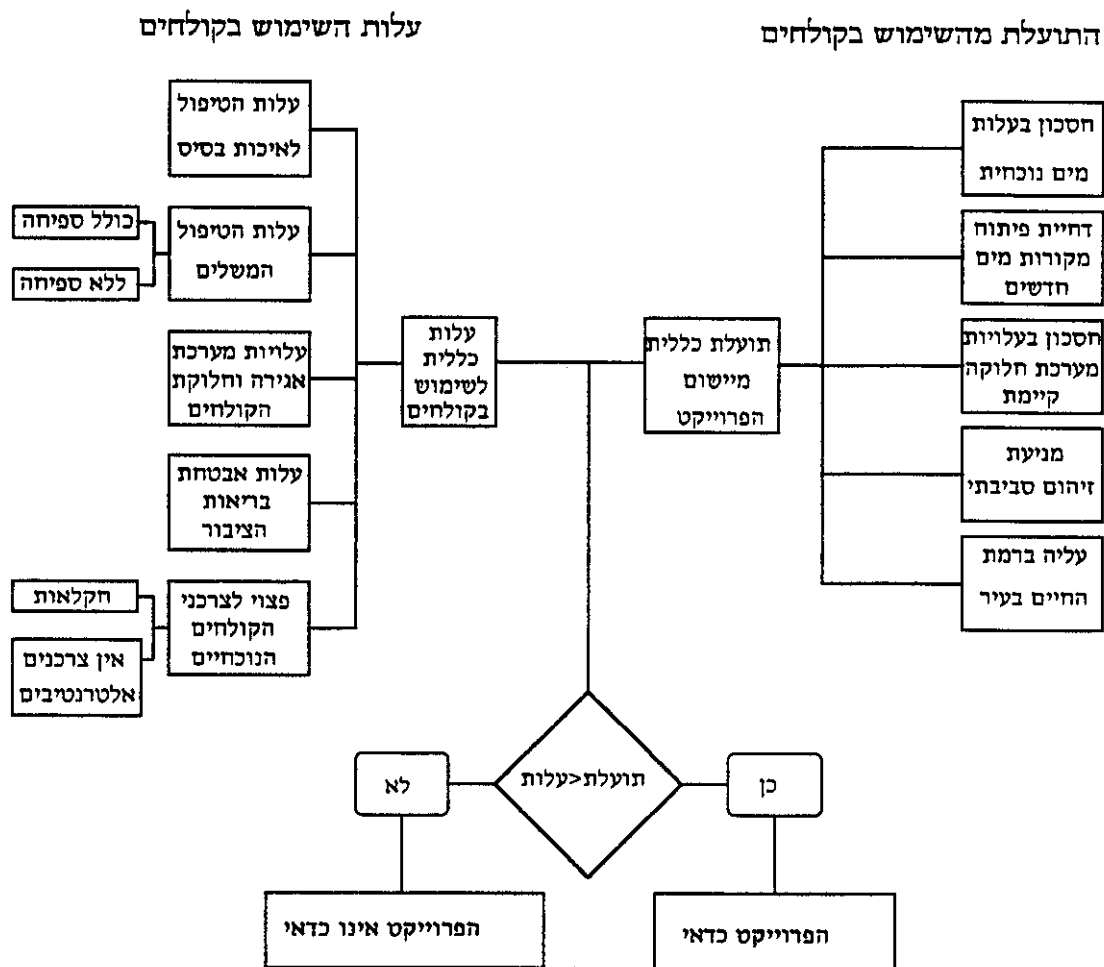 התועלת מהשימוש בקולחים
חסכון בעלות
מים נוכחית
דחיית פיתוח
מקורות מים
חדשים
חסכון בעלויות
מערכת חלוקה
קיימת
מניעת
זיהום סביבתי
עליה ברמת
החיים בעיר
תועלת כללית
מיישום
הפרוייקט
עלות השימוש בקולחים
עלות הטיפול
לאיכות בסיס
עלות הטיפול
המשלים
כולל ספיחה
ללא ספיחה
עלויות מערכת
אגירה וחלוקת
הקולחים
עלות אבטחת
בריאות
הציבור
פצוי לצרכני
הקולחים
הנוכחיים
חקלאות
אין צרכנים
אלטרנטיבים
עלות
כללית
לשימוש
בקולחים
תועלת<עלות
כן
לא
הפרוייקט כדאי
הפרוייקט אינו כדאי